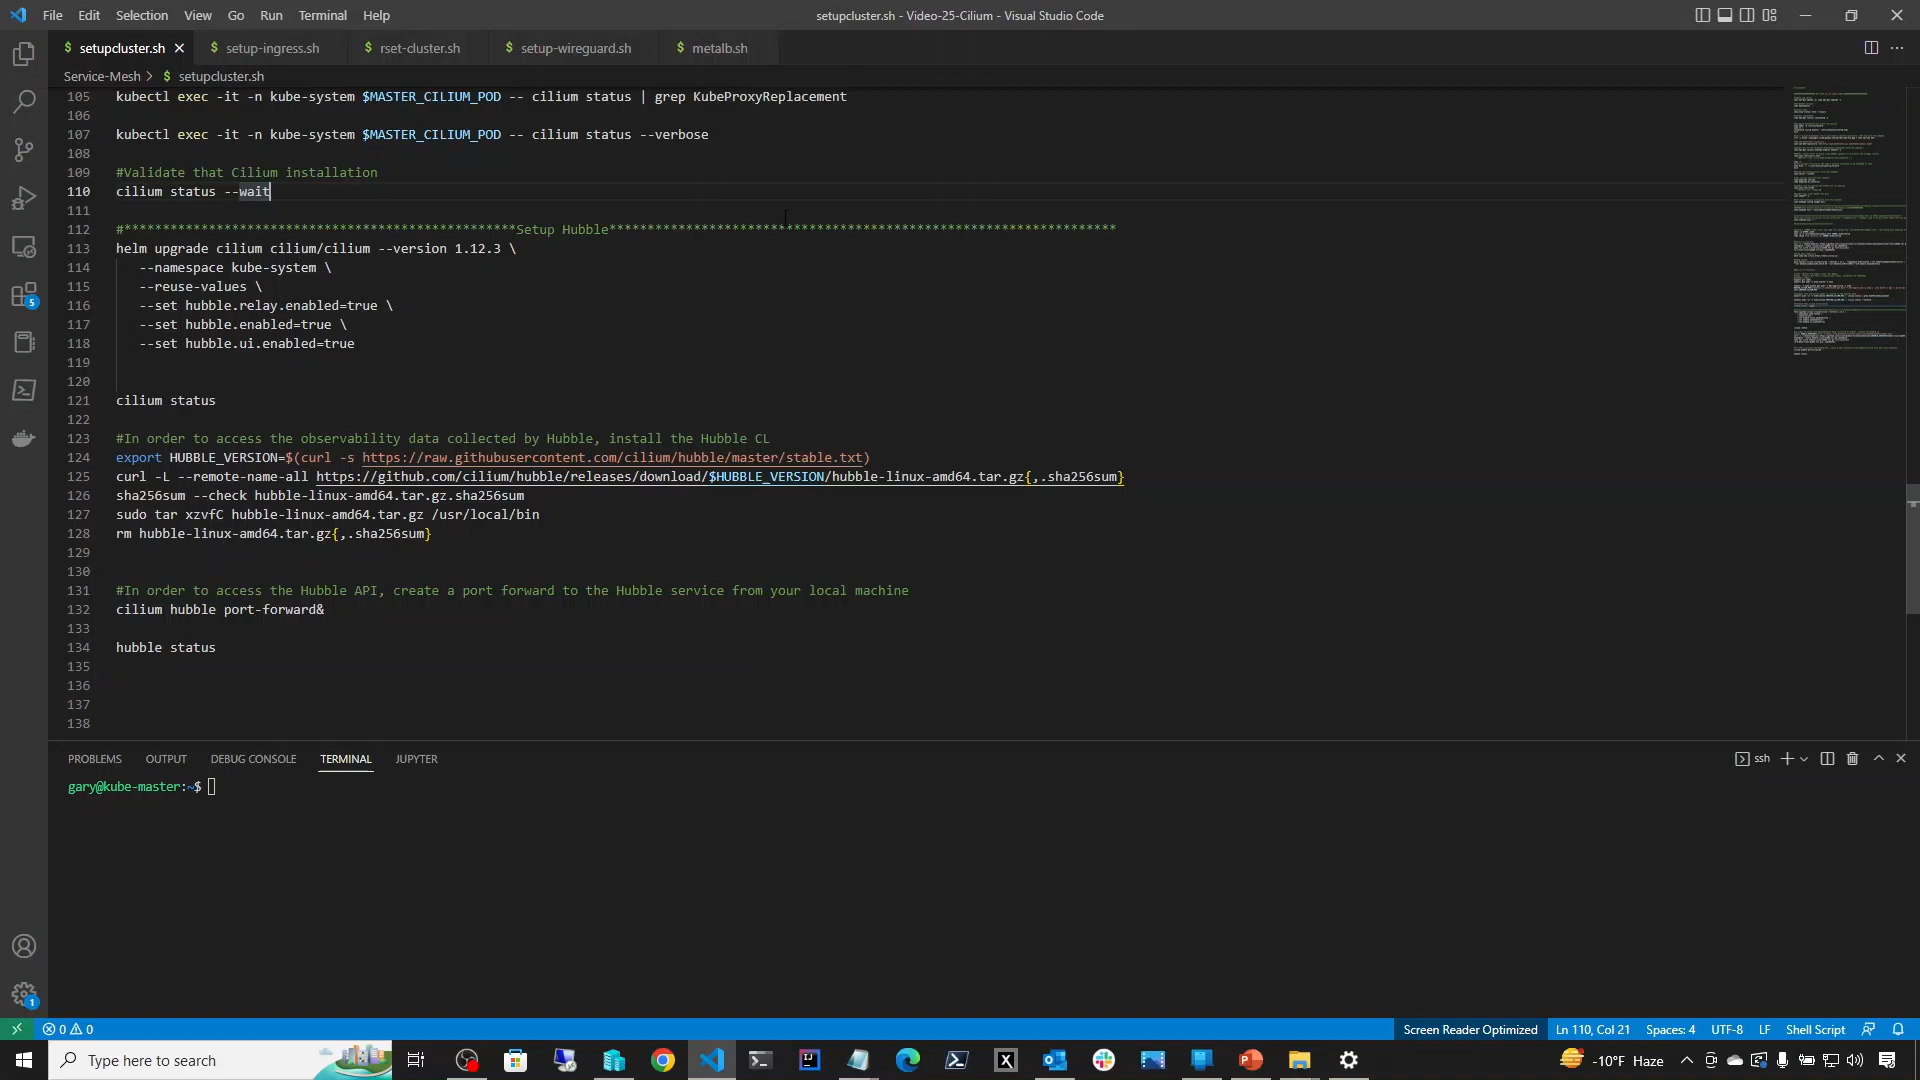 File Edit Selection View Go Run Terminal Help
setupcluster.sh - Video-25-Cilium - Visual Studio Code
$ setupcluster.sh
$ setup-ingress.sh
$ rset-cluster.sh
$ setup-wireguard.sh
$ metalb.sh
Service-Mesh > $ setupcluster.sh
105 kubectl exec -it -n kube-system $MASTER_CILIUM_POD -- cilium status | grep KubeProxyReplacement
106
107 kubectl exec -it -n kube-system $MASTER_CILIUM_POD -- cilium status --verbose
108
109 #Validate that Cilium installation
110 cilium status --wait
111
112 #***************************************************Setup Hubble******************************************************************
113 helm upgrade cilium cilium/cilium --version 1.12.3 \
114 --namespace kube-system \
115 --reuse-values \
116 --set hubble.relay.enabled=true \
117 --set hubble.enabled=true \
118 --set hubble.ui.enabled=true
119
120
121 cilium status
122
123 #In order to access the observability data collected by Hubble, install the Hubble CL
124 export HUBBLE_VERSION=$(curl -s https://raw.githubusercontent.com/cilium/hubble/master/stable.txt)
125 curl -L --remote-name-all https://github.com/cilium/hubble/releases/download/$HUBBLE_VERSION/hubble-linux-amd64.tar.gz{,.sha256sum}
126 sha256sum --check hubble-linux-amd64.tar.gz.sha256sum
127 sudo tar xzvfC hubble-linux-amd64.tar.gz /usr/local/bin
128 rm hubble-linux-amd64.tar.gz{,.sha256sum}
129
130
131 #In order to access the Hubble API, create a port forward to the Hubble service from your local machine
132 cilium hubble port-forward&
133
134 hubble status
135
136
137
138
5
1
PROBLEMS OUTPUT DEBUG CONSOLE TERMINAL JUPYTER
ssh
gary@kube-master:~$
0 0
Screen Reader Optimized Ln 110, Col 21 Spaces: 4 UTF-8 LF Shell Script
Type here to search
-10°F Haze